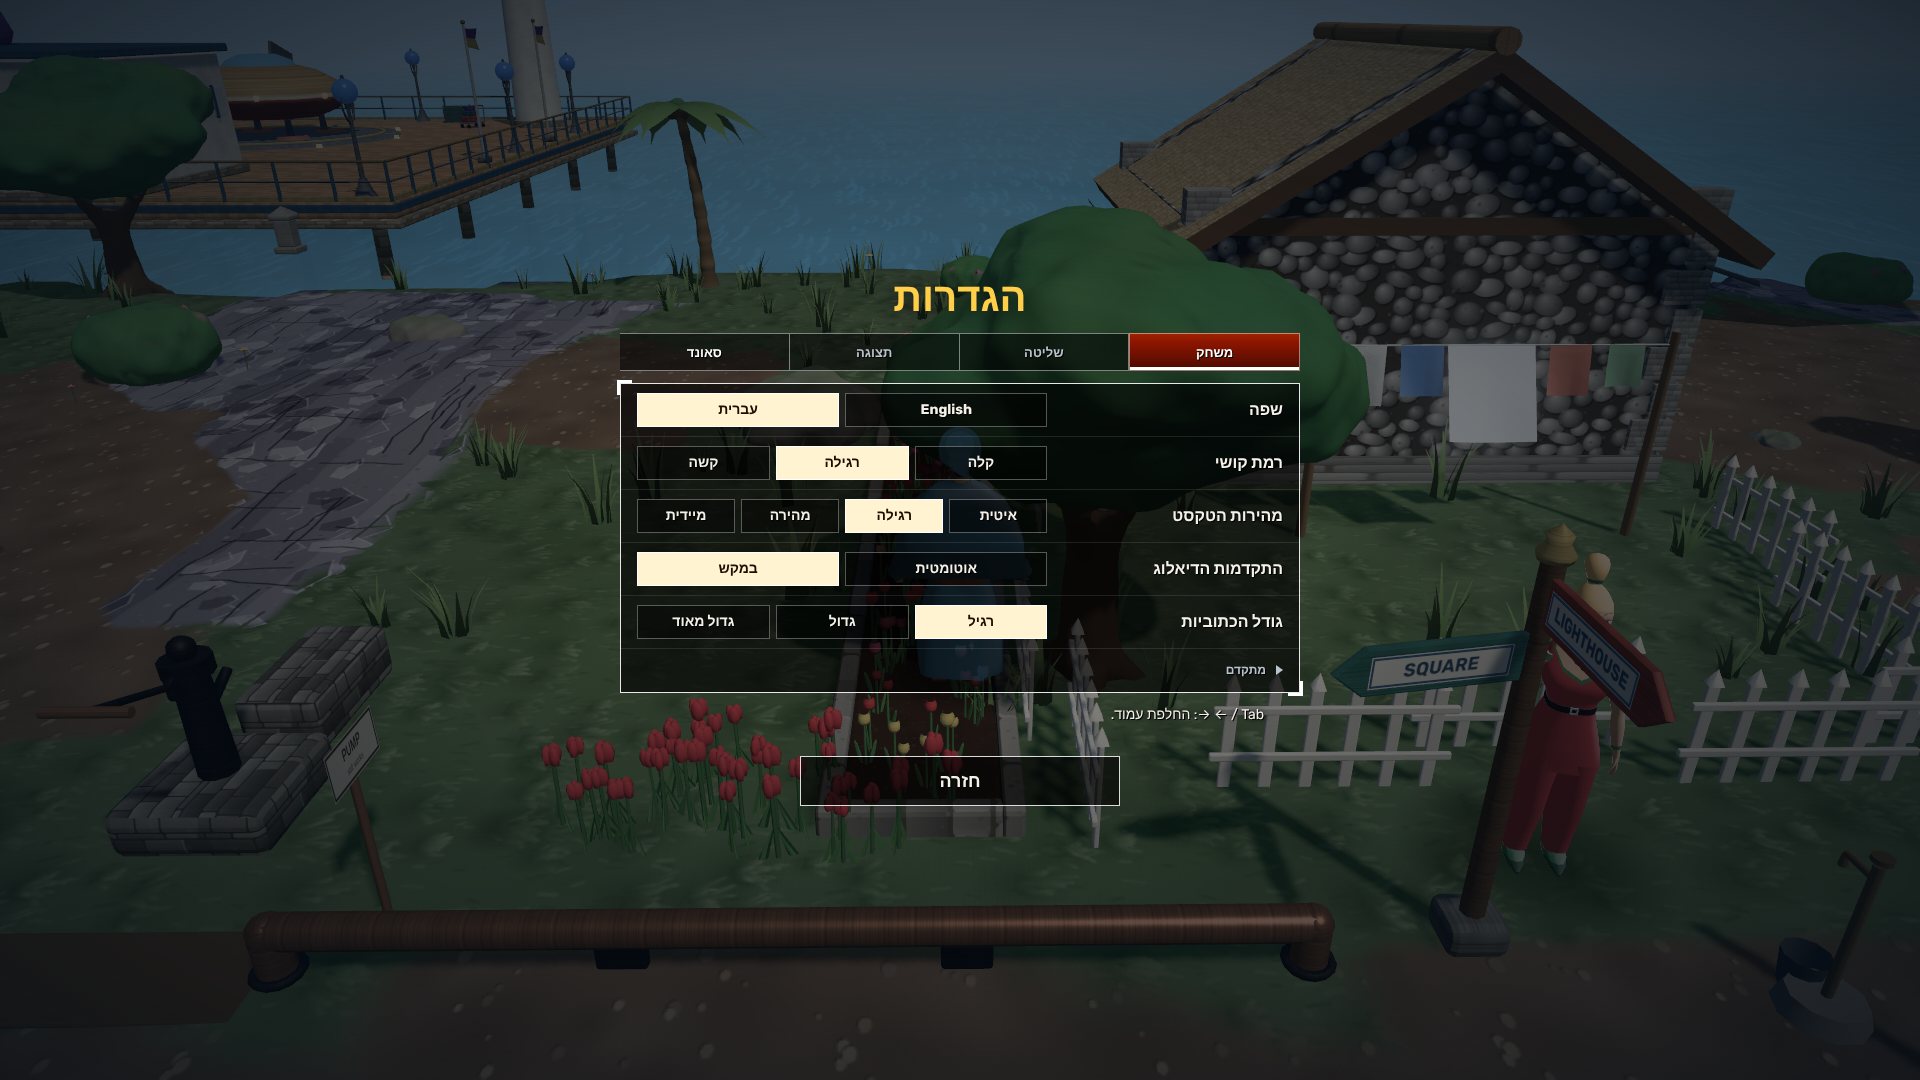 הגדרות
משחק שליטה תצוגה סאונד
שפה English עברית
רמת קושי קלה רגילה קשה
מהירות הטקסט איטית רגילה מהירה מיידית
התקדמות הדיאלוג אוטומטית במקש
גודל הכתוביות רגיל גדול גדול מאוד
מתקדם
Tab / ← →: החלפת עמוד.
חזרה
LIGHTHOUSE
SQUARE
PUMP